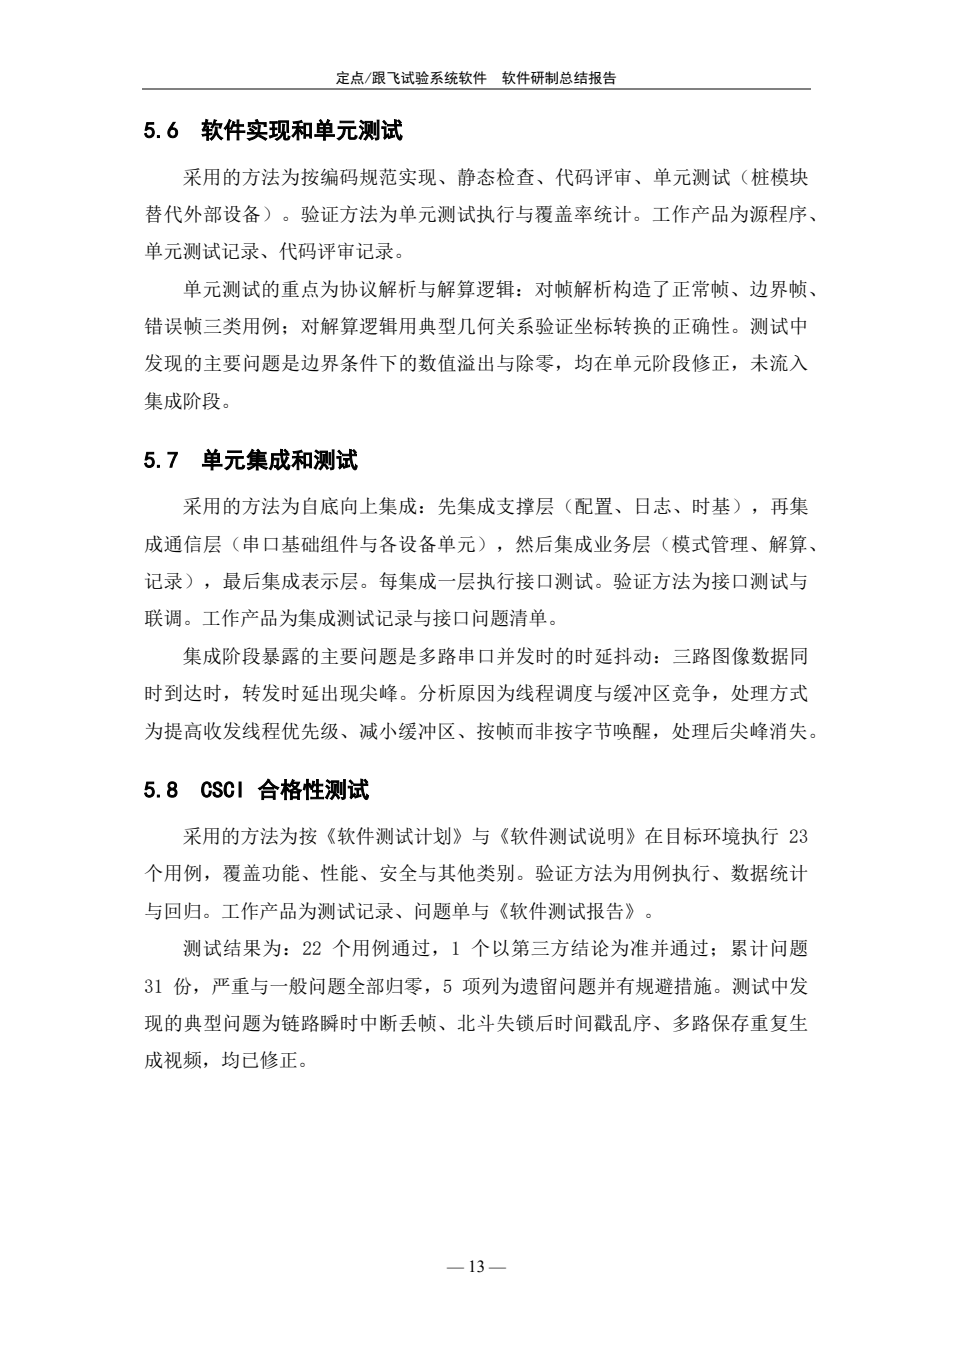 定点/跟飞试验系统软件　软件研制总结报告
5.6　软件实现和单元测试
采用的方法为按编码规范实现、静态检查、代码评审、单元测试（桩模块
替代外部设备）。验证方法为单元测试执行与覆盖率统计。工作产品为源程序、
单元测试记录、代码评审记录。
单元测试的重点为协议解析与解算逻辑：对帧解析构造了正常帧、边界帧、
错误帧三类用例；对解算逻辑用典型几何关系验证坐标转换的正确性。测试中
发现的主要问题是边界条件下的数值溢出与除零，均在单元阶段修正，未流入
集成阶段。
5.7　单元集成和测试
采用的方法为自底向上集成：先集成支撑层（配置、日志、时基），再集
成通信层（串口基础组件与各设备单元），然后集成业务层（模式管理、解算、
记录），最后集成表示层。每集成一层执行接口测试。验证方法为接口测试与
联调。工作产品为集成测试记录与接口问题清单。
集成阶段暴露的主要问题是多路串口并发时的时延抖动：三路图像数据同
时到达时，转发时延出现尖峰。分析原因为线程调度与缓冲区竞争，处理方式
为提高收发线程优先级、减小缓冲区、按帧而非按字节唤醒，处理后尖峰消失。
5.8　CSCI 合格性测试
采用的方法为按《软件测试计划》与《软件测试说明》在目标环境执行 23
个用例，覆盖功能、性能、安全与其他类别。验证方法为用例执行、数据统计
与回归。工作产品为测试记录、问题单与《软件测试报告》。
测试结果为：22 个用例通过，1 个以第三方结论为准并通过；累计问题
31 份，严重与一般问题全部归零，5 项列为遗留问题并有规避措施。测试中发
现的典型问题为链路瞬时中断丢帧、北斗失锁后时间戳乱序、多路保存重复生
成视频，均已修正。
— 13 —